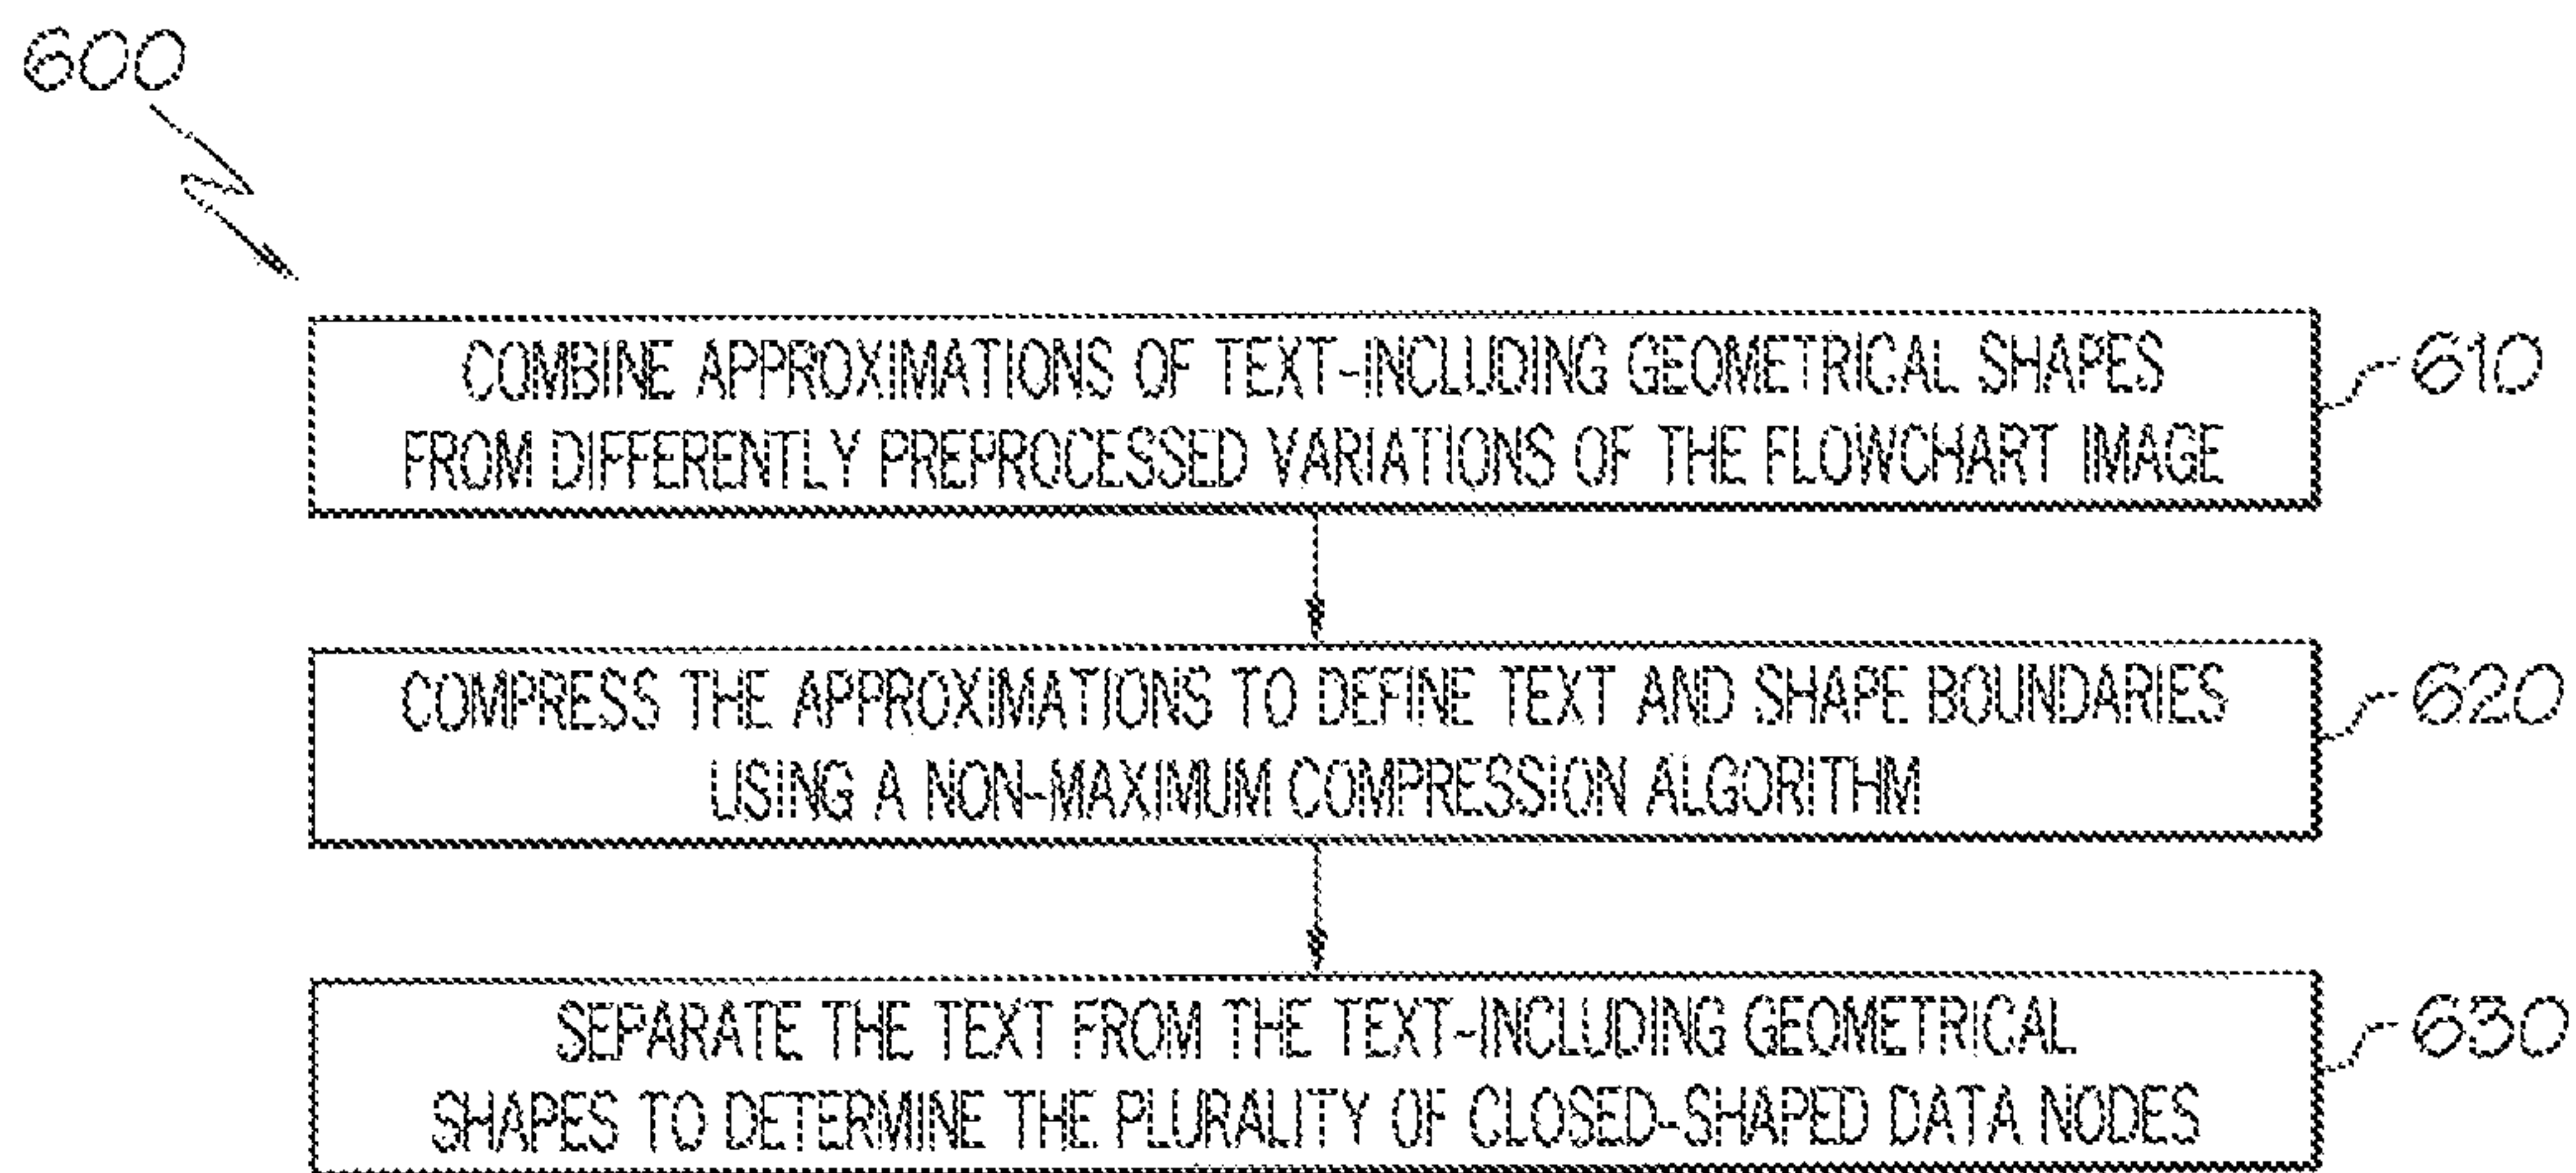 600
COMBINE APPROXIMATIONS OF TEXT-INCLUDING GEOMETRICAL SHAPES
FROM DIFFERENTLY PREPROCESSED VARIATIONS OF THE FLOWCHART IMAGE
610
COMPRESS THE APPROXIMATIONS TO DEFINE TEXT AND SHAPE BOUNDARIES
USING A NON-MAXIMUM COMPRESSION ALGORITHM
620
SEPARATE THE TEXT FROM THE TEXT-INCLUDING GEOMETRICAL
SHAPES TO DETERMINE THE PLURALITY OF CLOSED-SHAPED DATA NODES
630